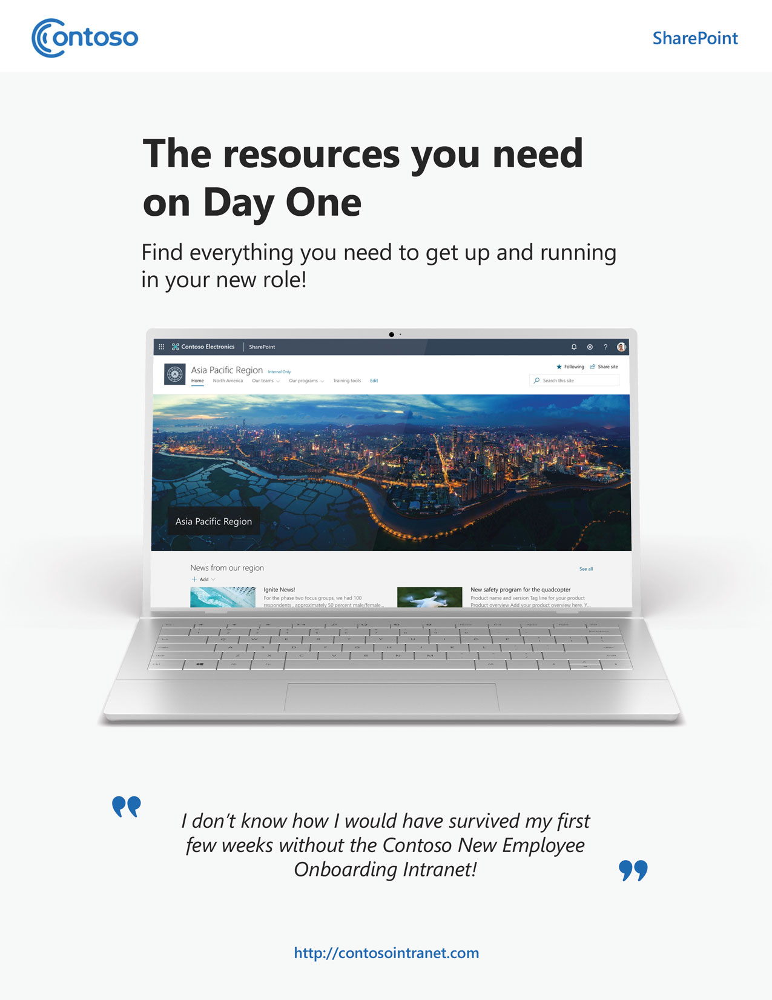 Contoso
SharePoint
The resources you need
on Day One
Find everything you need to get up and running
in your new role!
Contoso Electronics
SharePoint
Asia Pacific Region
Internal Only
Following
Share site
Home
North America
Our teams
Our programs
Training tools
Edit
Search this site
Asia Pacific Region
News from our region
See all
+ Add
Ignite News!
For the phase two focus groups, we had 100
respondents , approximately 50 percent male/female...
New safety program for the quadcopter
Product name and version Tag line for your product
Product overview Add your product overview here. Y...
Q W E R T Y U I O P
A S D F G H J K L
Z X C V B N M
I don’t know how I would have survived my first
few weeks without the Contoso New Employee
Onboarding Intranet!
http://contosointranet.com